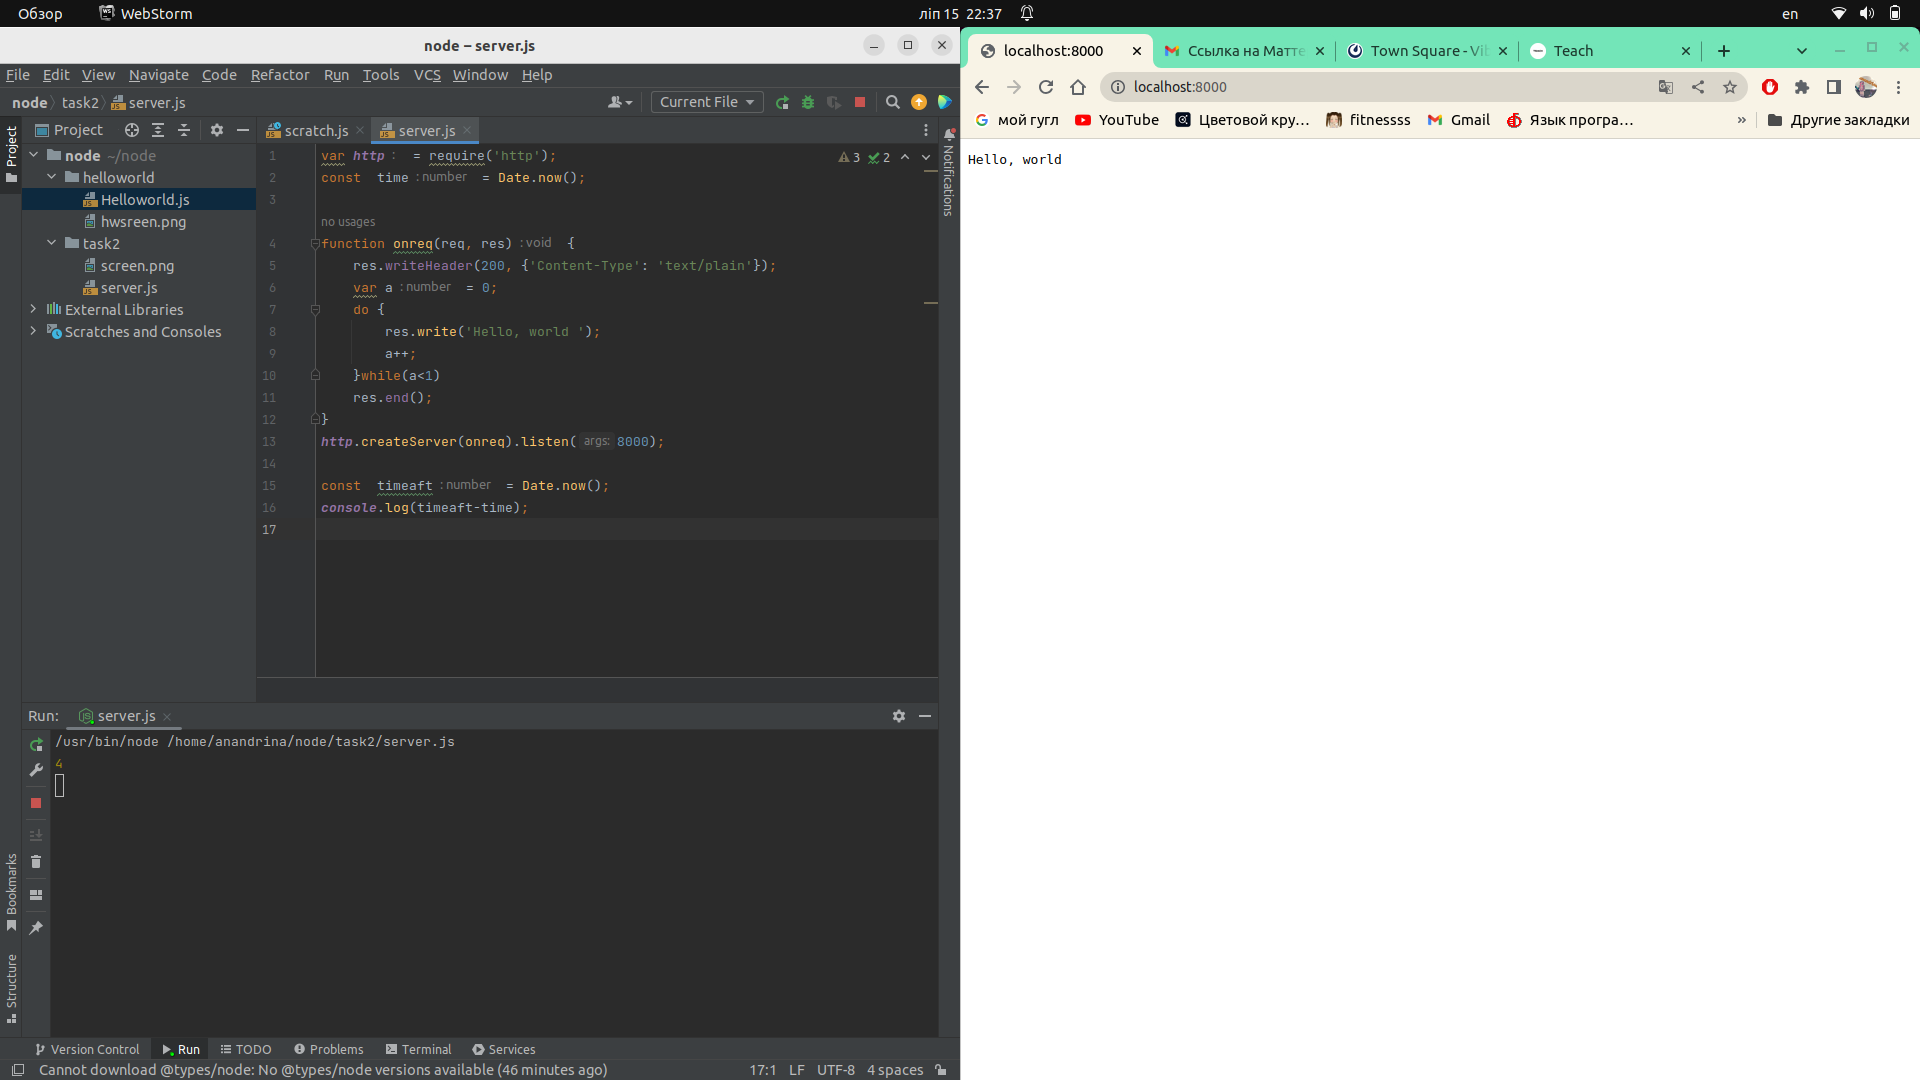 Обзор WebStorm ліп 15 22:37 en
node – server.js
File Edit View Navigate Code Refactor Run Tools VCS Window Help
node task2 server.js Current File
Project
scratch.js server.js
Project
node ~/node
helloworld
Helloworld.js
hwsreen.png
task2
screen.png
server.js
External Libraries
Scratches and Consoles
3 2
1 var http : = require('http');
2 const time : number = Date.now();
3
no usages
4 function onreq(req, res) : void {
5 res.writeHeader(200, {'Content-Type': 'text/plain'});
6 var a : number = 0;
7 do {
8 res.write('Hello, world ');
9 a++;
10 }while(a<1)
11 res.end();
12 }
13 http.createServer(onreq).listen( args: 8000);
14
15 const timeaft : number = Date.now();
16 console.log(timeaft-time);
17
Notifications
Run: server.js
/usr/bin/node /home/anandrina/node/task2/server.js
4
Bookmarks
Structure
Version Control Run TODO Problems Terminal Services
Cannot download @types/node: No @types/node versions available (46 minutes ago) 17:1 LF UTF-8 4 spaces
localhost:8000 Ссылка на Матте Town Square - Vib Teach
localhost:8000
мой гугл YouTube Цветовой кру… fitnessss Gmail Язык програ… » Другие закладки
Hello, world